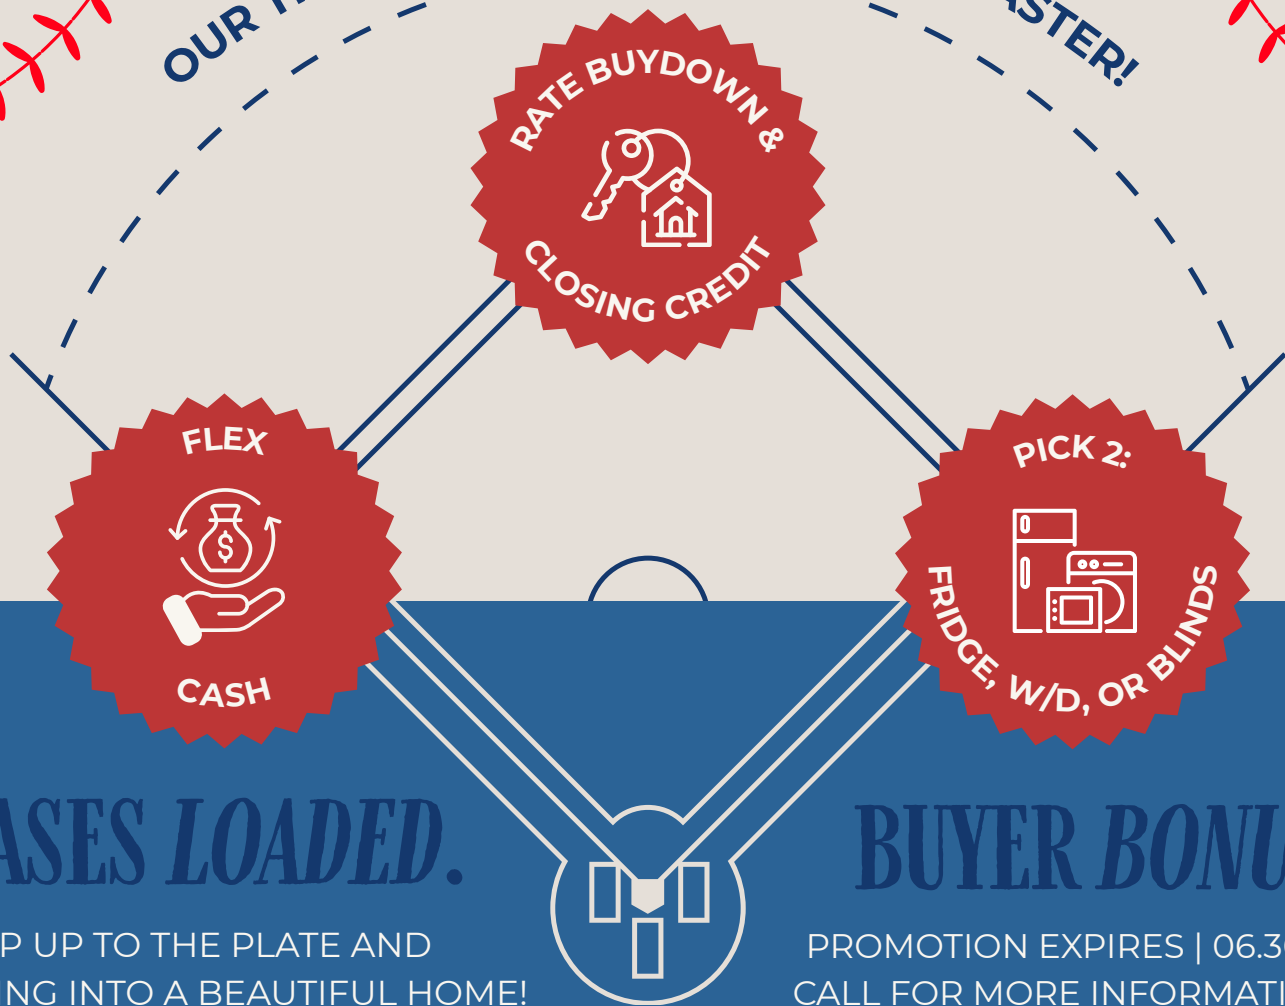 OUR
RATE BUYDOWN &
CLOSING CREDIT
FLEX
$
CASH
PICK 2:
FRIDGE, W/D, OR BLINDS
LOADED.
BUYER
UP TO THE PLATE AND
INTO A BEAUTIFUL HOME!
PROMOTION EXPIRES |
CALL FOR MORE